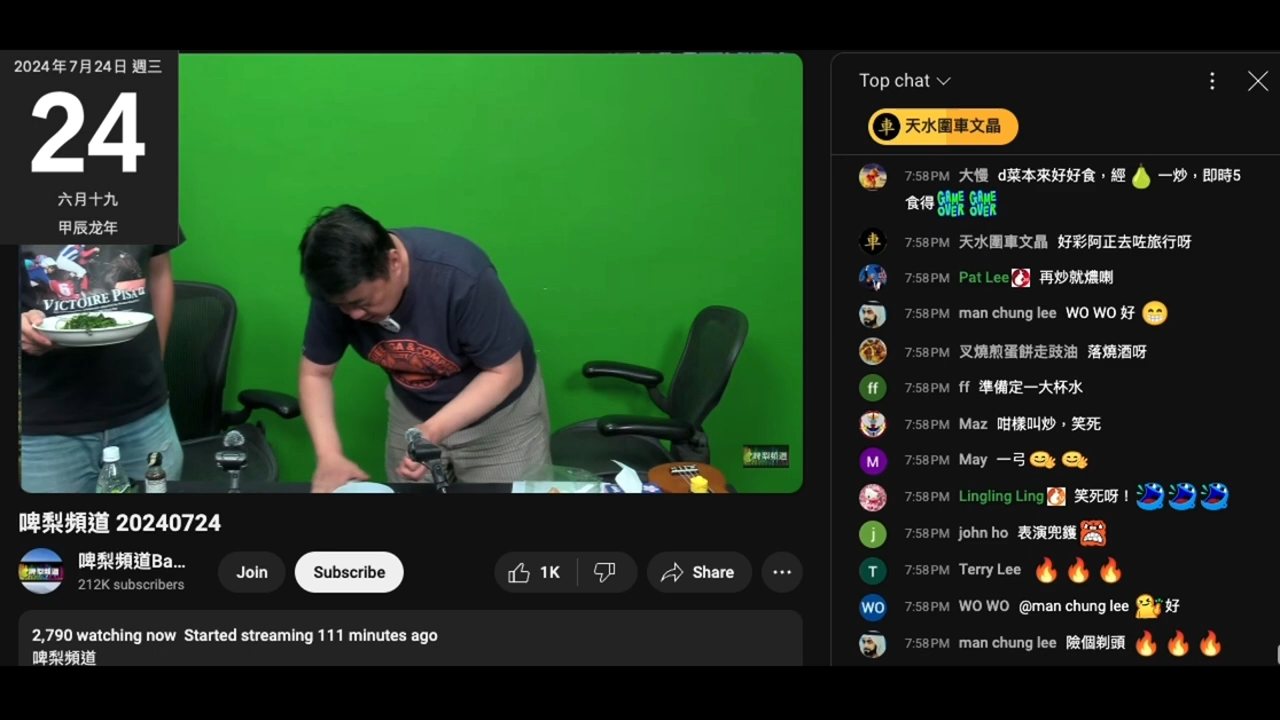 2024年7月24日 週三
24
六月十九
甲辰龙年
VICTOIRE PISA
啤梨頻道
啤梨頻道 20240724
啤梨頻道Ba...
212K subscribers
Join
Subscribe
1K
Share
2,790 watching now Started streaming 111 minutes ago
啤梨頻道
Top chat
車 天水圍車文晶
7:58PM 大慢 d菜本來好好食，經🍐一炒，即時5
食得 GAME OVER GAME OVER
車 7:58PM 天水圍車文晶 好彩阿正去咗旅行呀
7:58PM Pat Lee 再炒就燶喇
7:58PM man chung lee WO WO 好 😁
7:58PM 叉燒煎蛋餅走豉油 落燒酒呀
ff 7:58PM ff 準備定一大杯水
7:58PM Maz 咁樣叫炒，笑死
M 7:58PM May 一弓
7:58PM Lingling Ling 笑死呀！
j 7:58PM john ho 表演兜鑊
T 7:58PM Terry Lee 🔥🔥🔥
WO 7:58PM WO WO @man chung lee 好
7:58PM man chung lee 險個剃頭 🔥🔥🔥